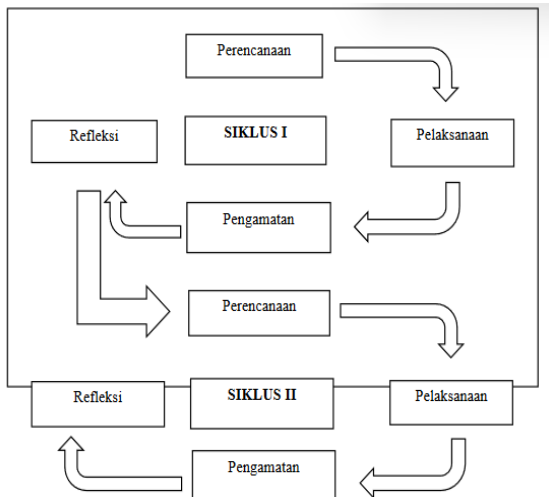 Perencanaan
Refleksi
SIKLUS I
Pelaksanaan
Pengamatan
Perencanaan
Refleksi
SIKLUS II
Pelaksanaan
Pengamatan